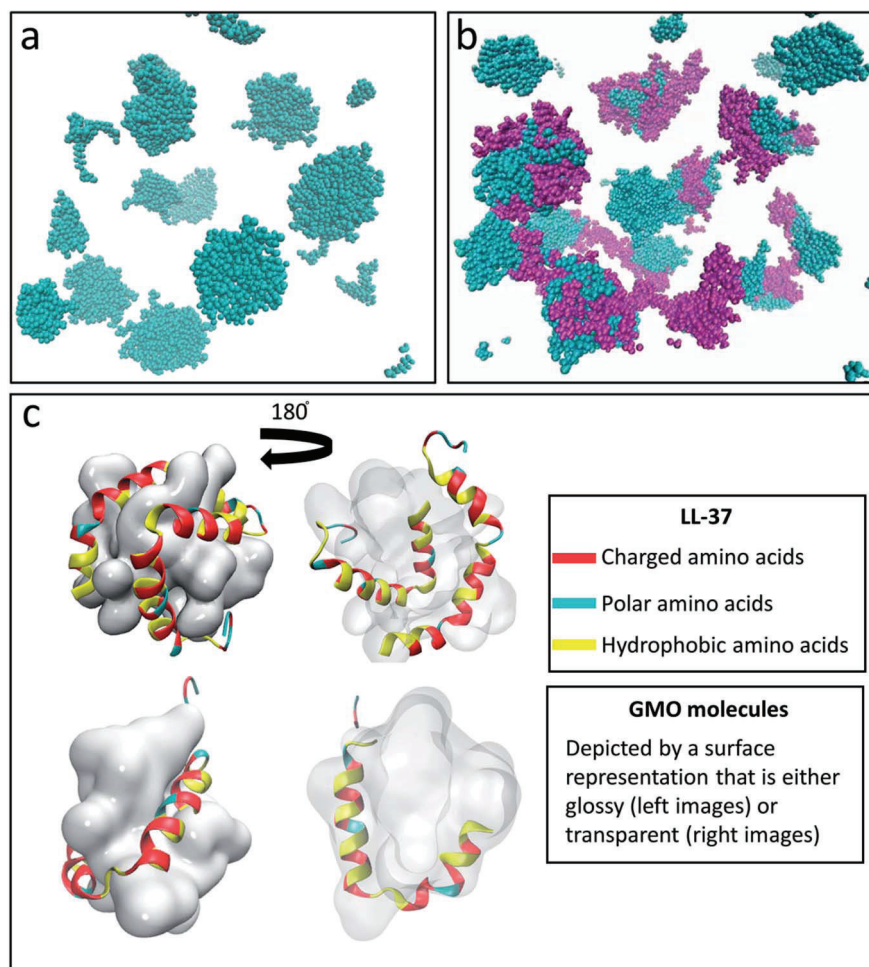 a
b
c
180°
LL-37
Charged amino acids
Polar amino acids
Hydrophobic amino acids
GMO molecules
Depicted by a surface
representation that is either
glossy (left images) or
transparent (right images)